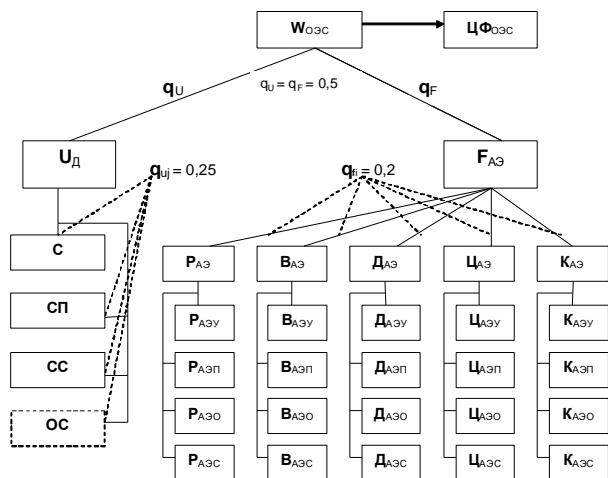 WОЭС
ЦФОЭС
qU
qU = qF = 0,5
qF
UД
quj = 0,25
qfi = 0,2
FАЭ
С
РАЭ
ВАЭ
ДАЭ
ЦАЭ
КАЭ
СП
РАЭУ
ВАЭУ
ДАЭУ
ЦАЭУ
КАЭУ
СС
РАЭП
ВАЭП
ДАЭП
ЦАЭП
КАЭП
ОС
РАЭО
ВАЭО
ДАЭО
ЦАЭО
КАЭО
РАЭС
ВАЭС
ДАЭС
ЦАЭС
КАЭС